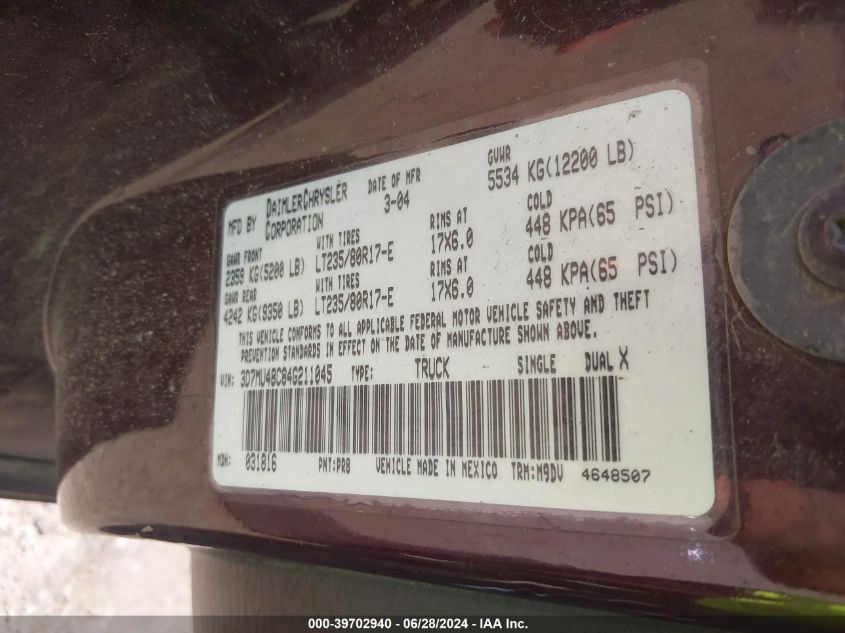 MFD BY DAIMLERCHRYSLER CORPORATION DATE OF MFR 3-04 GVWR 5534 KG(12200 LB)
GAWR FRONT WITH TIRES RIMS AT COLD
2359 KG(5200 LB) LT235/80R17-E 17X6.0 448 KPA(65 PSI)
GAWR REAR WITH TIRES RIMS AT COLD
4242 KG(9350 LB) LT235/80R17-E 17X6.0 448 KPA(65 PSI)
THIS VEHICLE CONFORMS TO ALL APPLICABLE FEDERAL MOTOR VEHICLE SAFETY AND THEFT
PREVENTION STANDARDS IN EFFECT ON THE DATE OF MANUFACTURE SHOWN ABOVE.
VIN: 3D7MU48C84G211045 TYPE: TRUCK SINGLE DUAL X
MDH: 031816 PNT:PR8 VEHICLE MADE IN MEXICO TRM:M9DV 4648507
000-39702940 / 06/28/2024 - IAA Inc.